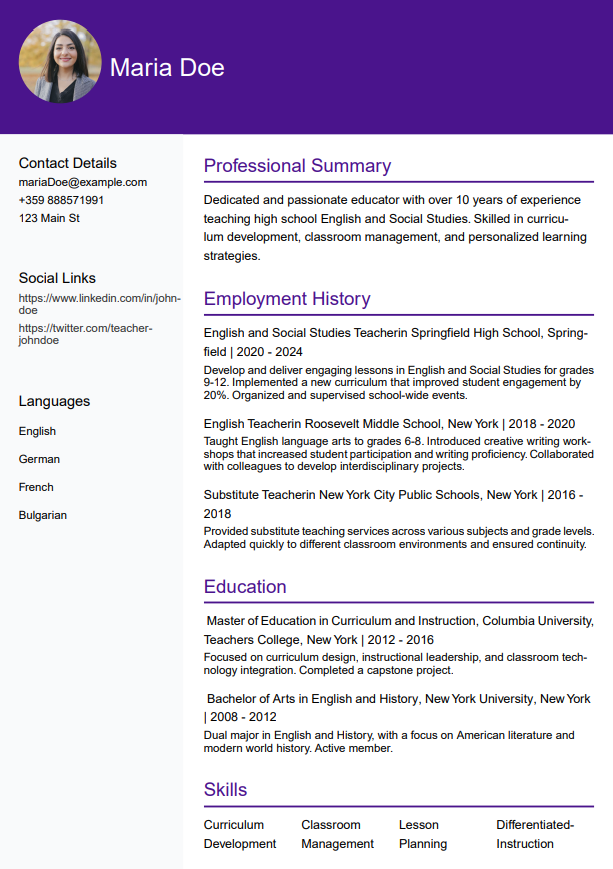 Maria Doe
Contact Details
mariaDoe@example.com
+359 888571991
123 Main St
Social Links
https://www.linkedin.com/in/john-
doe
https://twitter.com/teacher-
johndoe
Languages
English
German
French
Bulgarian
Professional Summary
Dedicated and passionate educator with over 10 years of experience
teaching high school English and Social Studies. Skilled in curricu-
lum development, classroom management, and personalized learning
strategies.
Employment History
English and Social Studies Teacherin Springfield High School, Spring-
field | 2020 - 2024
Develop and deliver engaging lessons in English and Social Studies for grades
9-12. Implemented a new curriculum that improved student engagement by
20%. Organized and supervised school-wide events.
English Teacherin Roosevelt Middle School, New York | 2018 - 2020
Taught English language arts to grades 6-8. Introduced creative writing work-
shops that increased student participation and writing proficiency. Collaborated
with colleagues to develop interdisciplinary projects.
Substitute Teacherin New York City Public Schools, New York | 2016 -
2018
Provided substitute teaching services across various subjects and grade levels.
Adapted quickly to different classroom environments and ensured continuity.
Education
Master of Education in Curriculum and Instruction, Columbia University,
Teachers College, New York | 2012 - 2016
Focused on curriculum design, instructional leadership, and classroom tech-
nology integration. Completed a capstone project.
Bachelor of Arts in English and History, New York University, New York
| 2008 - 2012
Dual major in English and History, with a focus on American literature and
modern world history. Active member.
Skills
Curriculum
Development
Classroom
Management
Lesson
Planning
Differentiated-
Instruction